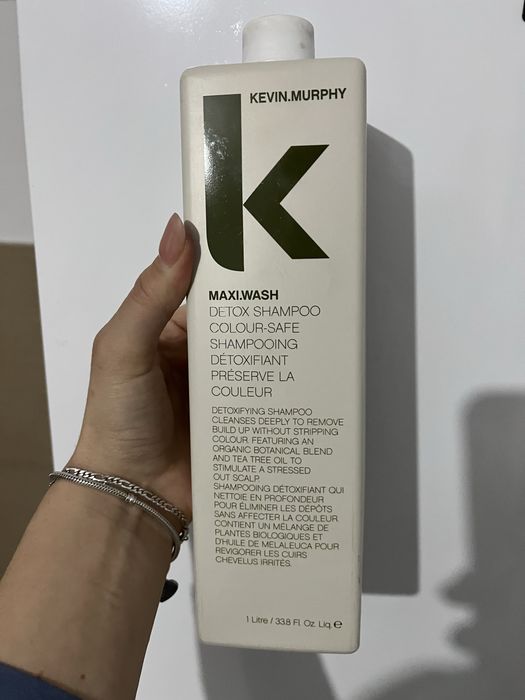 KEVIN.MURPHY
k
MAXI.WASH
DETOX SHAMPOO
COLOUR-SAFE
SHAMPOOING
DÉTOXIFIANT
PRÉSERVE LA
COULEUR
DETOXIFYING SHAMPOO
CLEANSES DEEPLY TO REMOVE
BUILD UP WITHOUT STRIPPING
COLOUR. FEATURING AN
ORGANIC BOTANICAL BLEND
AND TEA TREE OIL TO
STIMULATE A STRESSED
OUT SCALP.
SHAMPOOING DÉTOXIFIANT QUI
NETTOIE EN PROFONDEUR
POUR ÉLIMINER LES DÉPÔTS
SANS AFFECTER LA COULEUR.
CONTIENT UN MÉLANGE DE
PLANTES BIOLOGIQUES ET
D'HUILE DE MELALEUCA POUR
REVIGORER LES CUIRS
CHEVELUS IRRITÉS.
1 Litre / 33.8 Fl. Oz. Liq. ℮